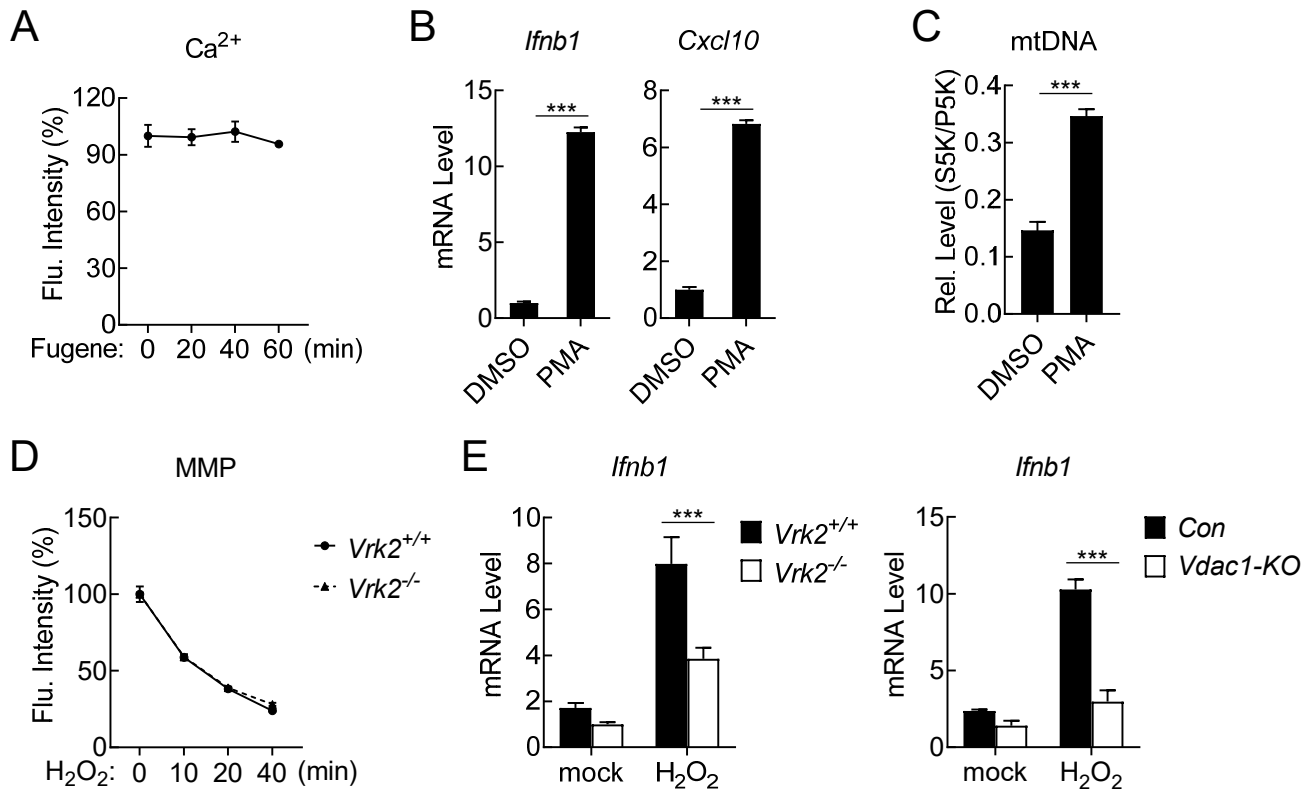 A
Ca2+
Flu. Intensity (%)
120
90
60
30
0
Fugene: 0 20 40 60 (min)
B
Ifnb1
mRNA Level
15
10
5
0
***
DMSO
PMA
Cxcl10
8
6
4
2
0
***
DMSO
PMA
C
mtDNA
Rel. Level (S5K/P5K)
0.4
0.3
0.2
0.1
0.0
***
DMSO
PMA
D
MMP
Flu. Intensity (%)
150
100
50
0
H2O2: 0 10 20 40 (min)
Vrk2+/+
Vrk2-/-
E
Ifnb1
mRNA Level
10
8
6
4
2
0
***
mock
H2O2
Vrk2+/+
Vrk2-/-
Ifnb1
mRNA Level
15
10
5
0
***
mock
H2O2
Con
Vdac1-KO